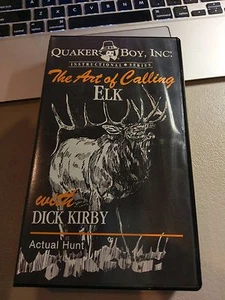 QUAKER BOY, INC.
INSTRUCTIONAL SERIES
The Art of Calling
ELK
with
DICK KIRBY
Actual Hunt